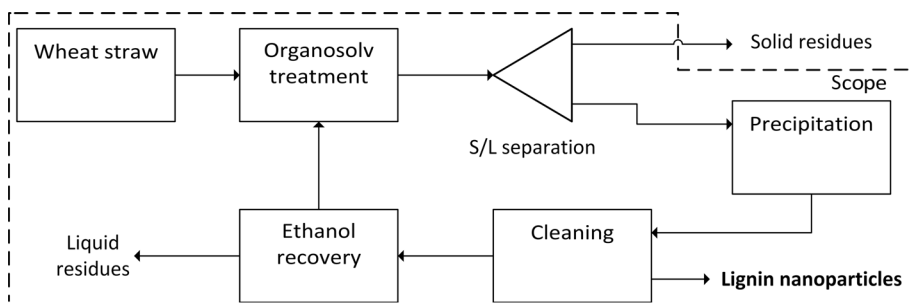 Wheat straw
Organosolv
treatment
Solid residues
Scope
Precipitation
S/L separation
Liquid
residues
Ethanol
recovery
Cleaning
Lignin nanoparticles